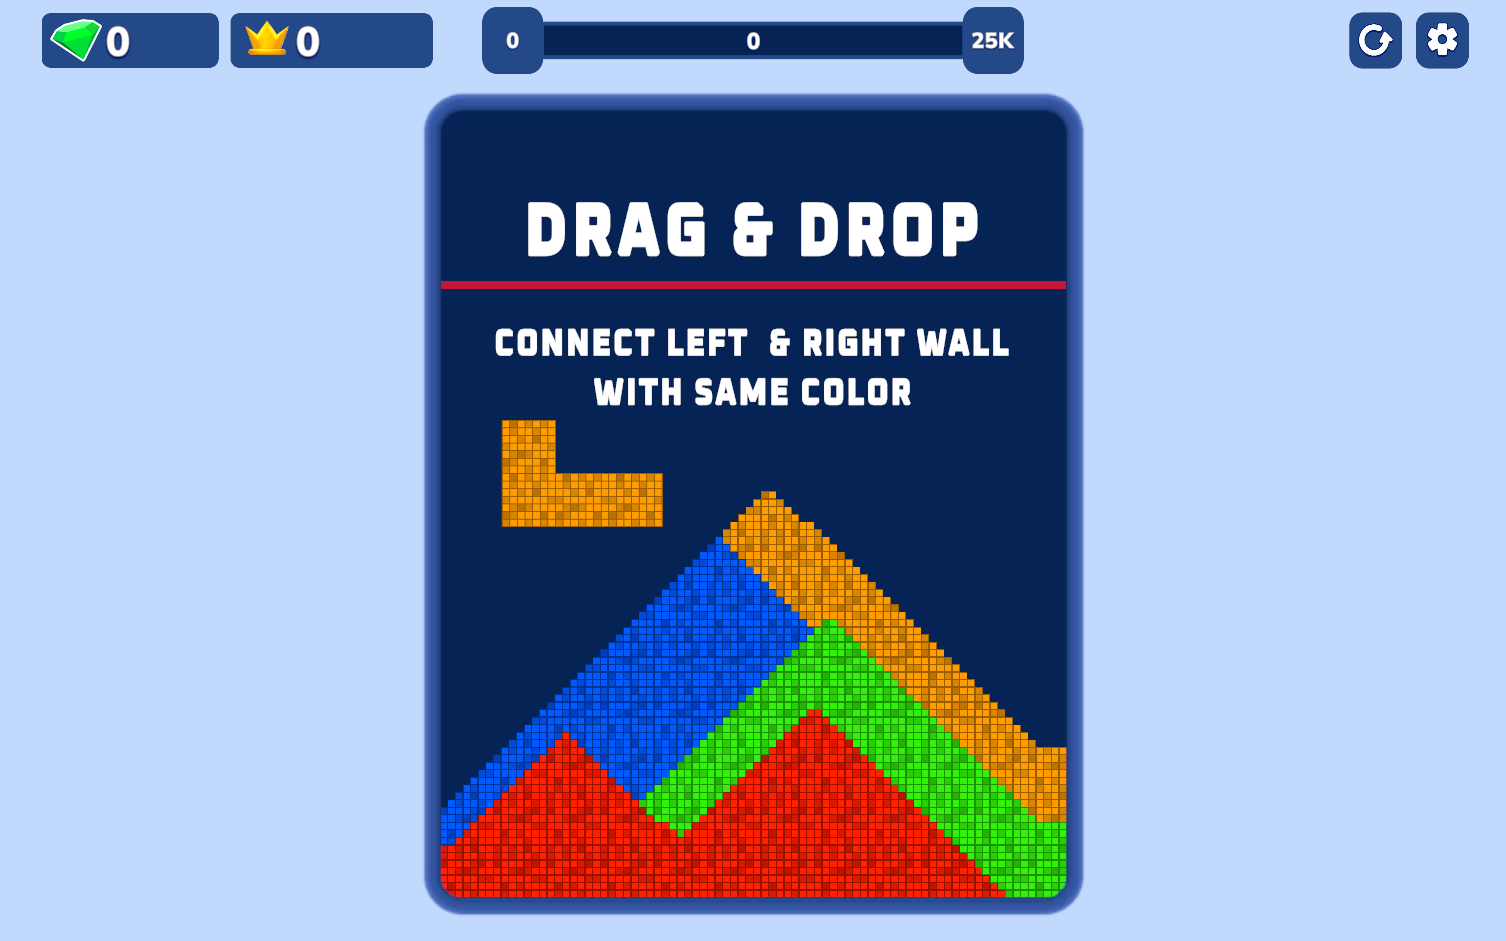 0
0
0
0
25K
DRAG & DROP
CONNECT LEFT & RIGHT WALL
WITH SAME COLOR